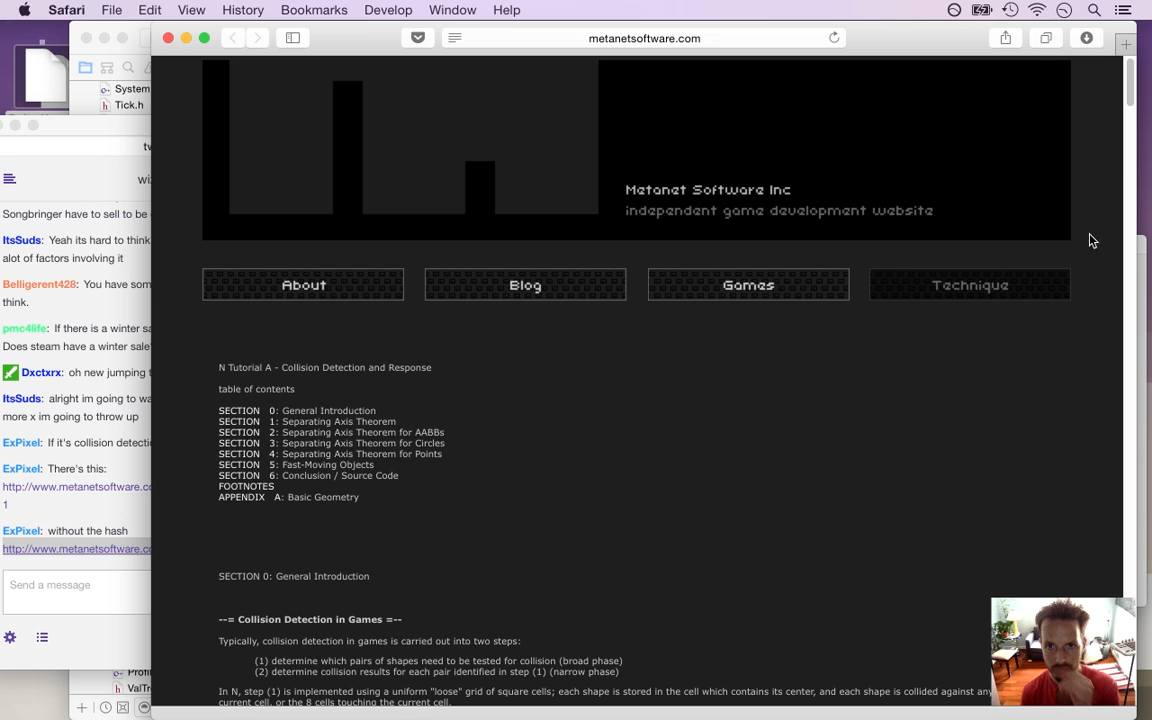 Safari File Edit View History Bookmarks Develop Window Help
metanetsoftware.com
System
Tick.h
Songbringer have to sell to be
ItsSuds: Yeah its hard to think
alot of factors involving it
Belligerent428: You have som
think.
pmc4life: If there is a winter sa
Does steam have a winter sale
Dxctxrx: oh new jumping t
ItsSuds: alright im going to wa
more x im going to throw up
ExPixel: If it's collision detectio
ExPixel: There's this:
http://www.metanetsoftware.co
1
ExPixel: without the hash
http://www.metanetsoftware.co
Send a message
Profil
ValTre
Metanet Software Inc
independent game development website
About Blog Games Technique
N Tutorial A - Collision Detection and Response
table of contents
SECTION 0: General Introduction
SECTION 1: Separating Axis Theorem
SECTION 2: Separating Axis Theorem for AABBs
SECTION 3: Separating Axis Theorem for Circles
SECTION 4: Separating Axis Theorem for Points
SECTION 5: Fast-Moving Objects
SECTION 6: Conclusion / Source Code
FOOTNOTES
APPENDIX A: Basic Geometry
SECTION 0: General Introduction
--= Collision Detection in Games =--
Typically, collision detection in games is carried out into two steps:
(1) determine which pairs of shapes need to be tested for collision (broad phase)
(2) determine collision results for each pair identified in step (1) (narrow phase)
In N, step (1) is implemented using a uniform "loose" grid of square cells; each shape is stored in the cell which contains its center, and each shape is collided against any
current cell, or the 8 cells touching the current cell.